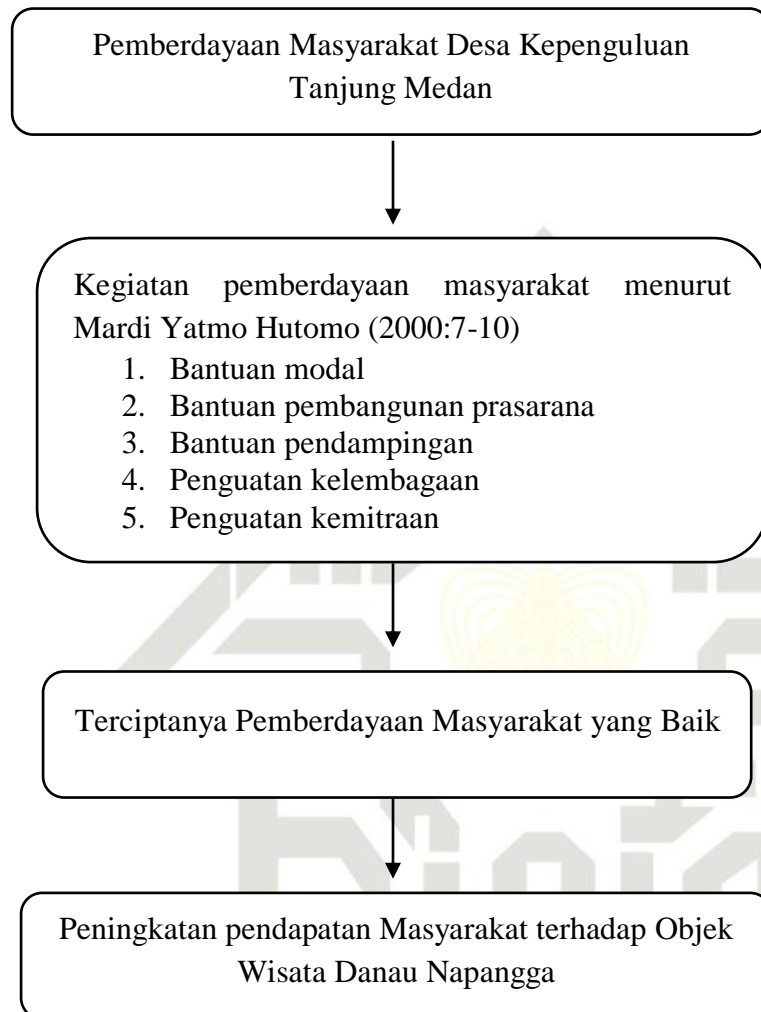 Pemberdayaan Masyarakat Desa Kepenguluan
Tanjung Medan
Kegiatan pemberdayaan masyarakat menurut
Mardi Yatmo Hutomo (2000:7-10)
1. Bantuan modal
2. Bantuan pembangunan prasarana
3. Bantuan pendampingan
4. Penguatan kelembagaan
5. Penguatan kemitraan
Terciptanya Pemberdayaan Masyarakat yang Baik
Peningkatan pendapatan Masyarakat terhadap Objek
Wisata Danau Napangga